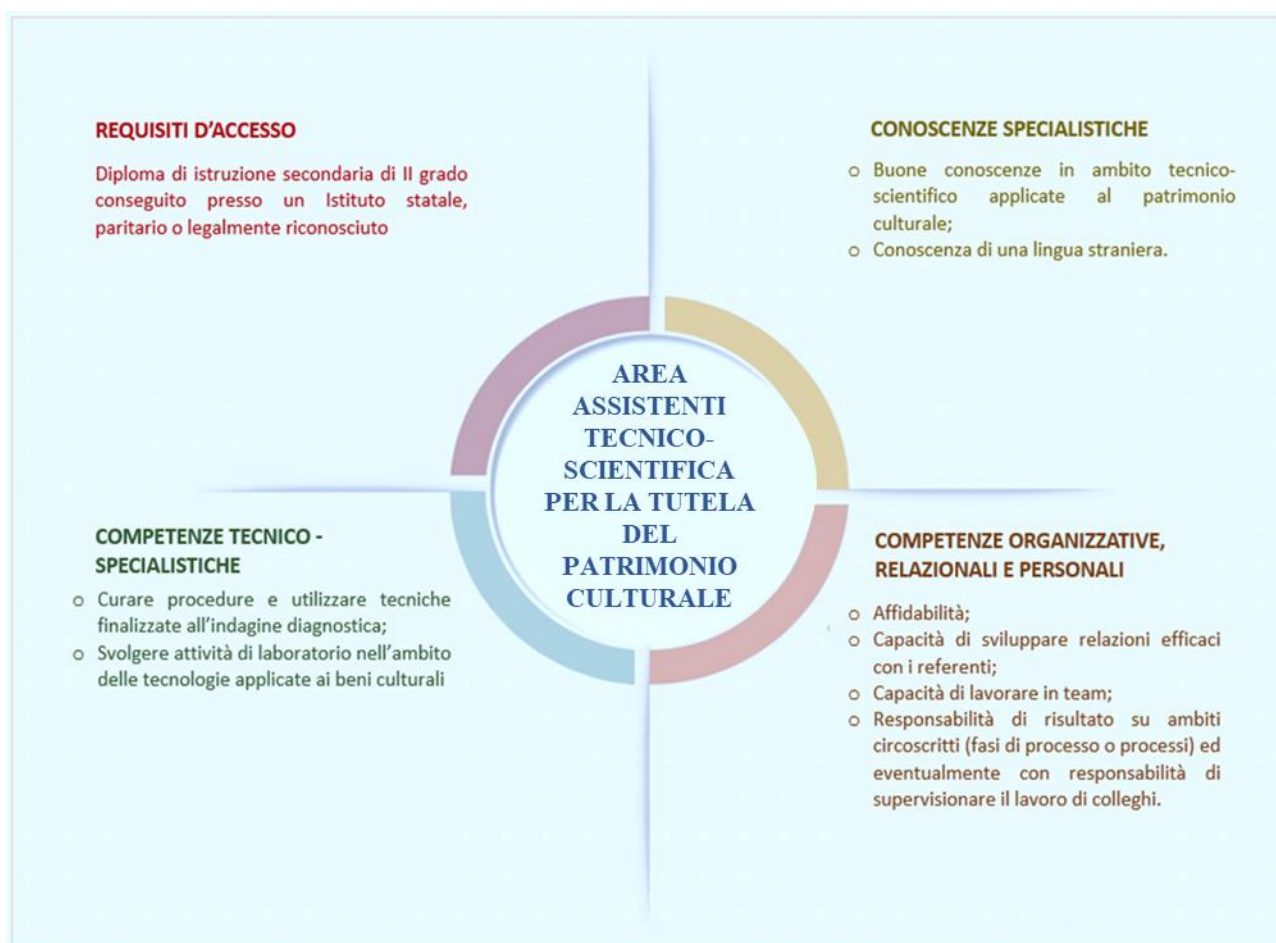 REQUISITI D'ACCESSO
Diploma di istruzione secondaria di II grado
conseguito presso un Istituto statale,
paritario o legalmente riconosciuto
CONOSCENZE SPECIALISTICHE
o Buone conoscenze in ambito tecnico-
scientifico applicate al patrimonio
culturale;
o Conoscenza di una lingua straniera.
AREA
ASSISTENTI
TECNICO-
SCIENTIFICA
PER LA TUTELA
DEL
PATRIMONIO
CULTURALE
COMPETENZE TECNICO -
SPECIALISTICHE
o Curare procedure e utilizzare tecniche
finalizzate all'indagine diagnostica;
o Svolgere attività di laboratorio nell'ambito
delle tecnologie applicate ai beni culturali
COMPETENZE ORGANIZZATIVE,
RELAZIONALI E PERSONALI
o Affidabilità;
o Capacità di sviluppare relazioni efficaci
con i referenti;
o Capacità di lavorare in team;
o Responsabilità di risultato su ambiti
circoscritti (fasi di processo o processi) ed
eventualmente con responsabilità di
supervisionare il lavoro di colleghi.